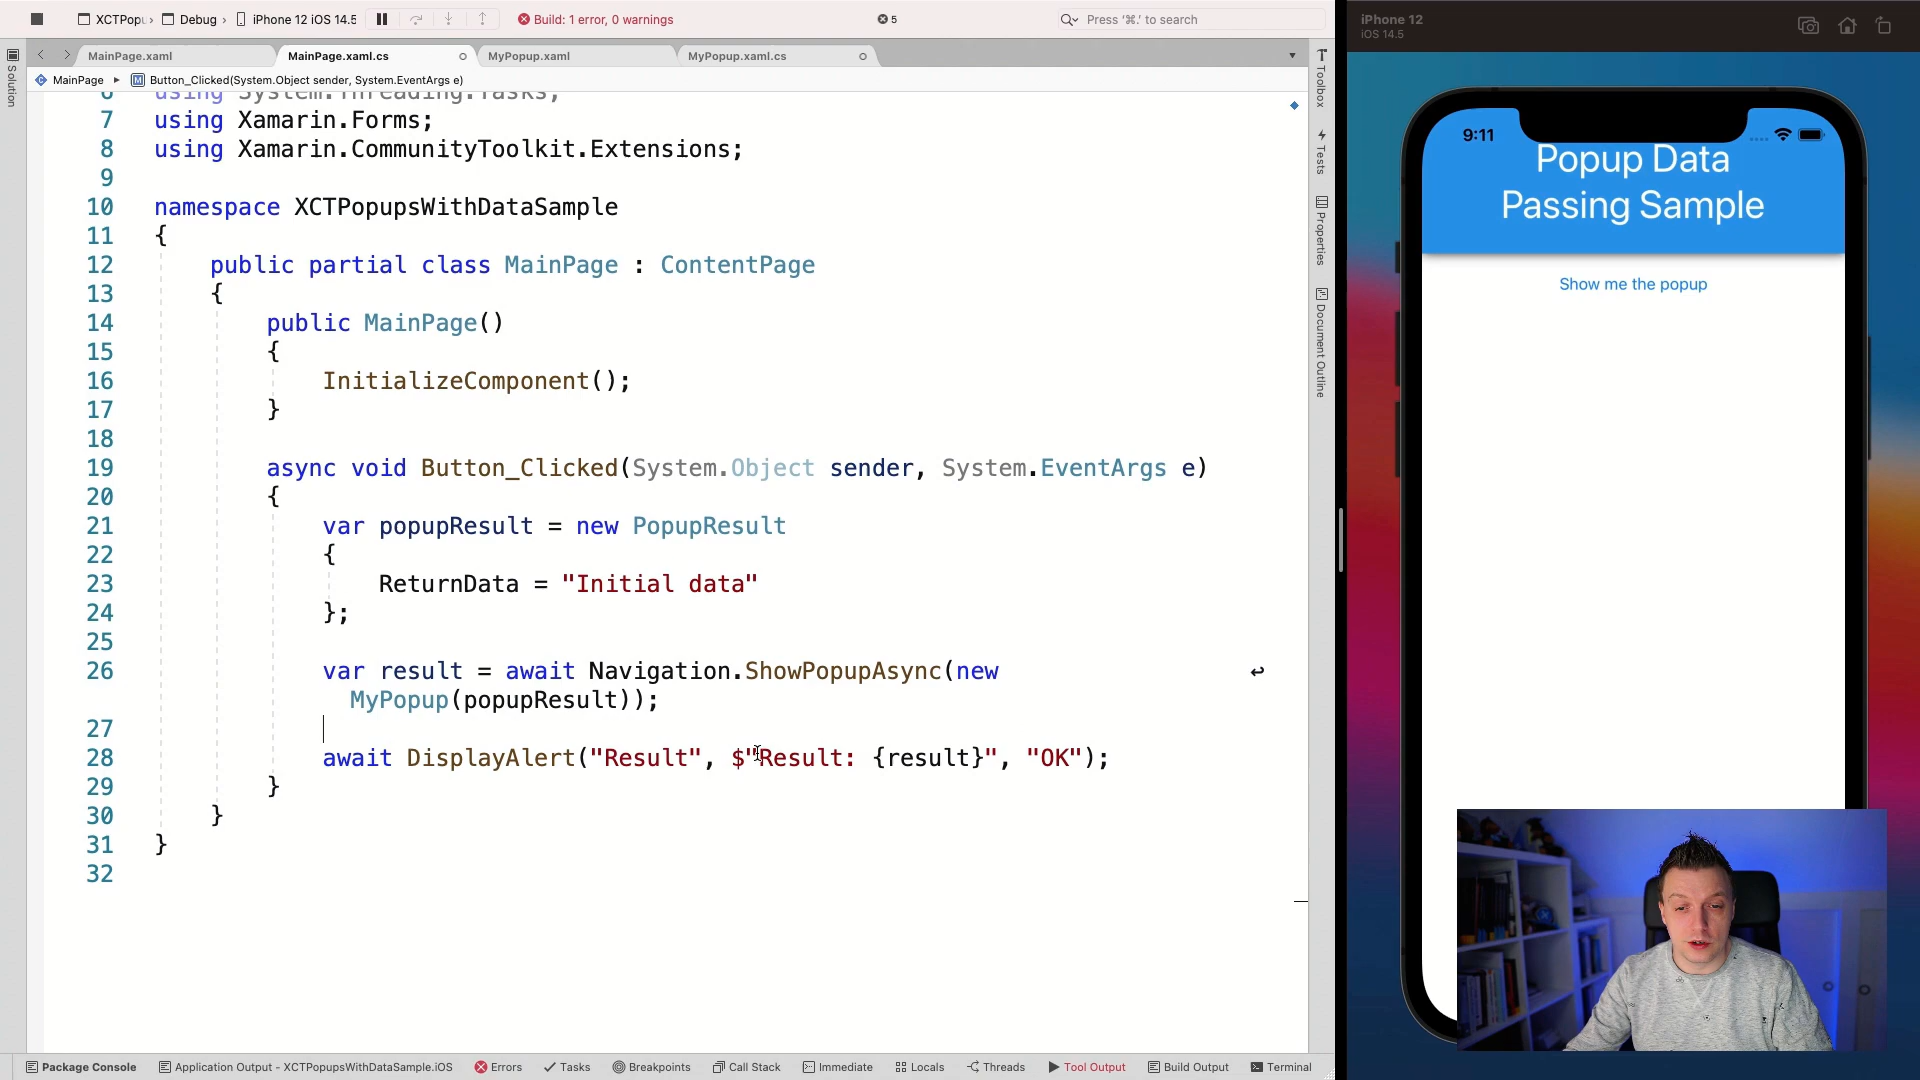 XCTPopu
Debug
iPhone 12 iOS 14.5
Build: 1 error, 0 warnings
5
Press '⌘.' to search
MainPage.xaml
MainPage.xaml.cs
MyPopup.xaml
MyPopup.xaml.cs
MainPage
Button_Clicked(System.Object sender, System.EventArgs e)
Solution
6 using System.Threading.Tasks;
7 using Xamarin.Forms;
8 using Xamarin.CommunityToolkit.Extensions;
9
10 namespace XCTPopupsWithDataSample
11 {
12 public partial class MainPage : ContentPage
13 {
14 public MainPage()
15 {
16 InitializeComponent();
17 }
18
19 async void Button_Clicked(System.Object sender, System.EventArgs e)
20 {
21 var popupResult = new PopupResult
22 {
23 ReturnData = "Initial data"
24 };
25
26 var result = await Navigation.ShowPopupAsync(new
MyPopup(popupResult));
27
28 await DisplayAlert("Result", $"Result: {result}", "OK");
29 }
30 }
31 }
32
Toolbox
Tests
Properties
Document Outline
Package Console
Application Output - XCTPopupsWithDataSample.iOS
Errors
Tasks
Breakpoints
Call Stack
Immediate
Locals
Threads
Tool Output
Build Output
Terminal
iPhone 12
iOS 14.5
9:11
Popup Data
Passing Sample
Show me the popup